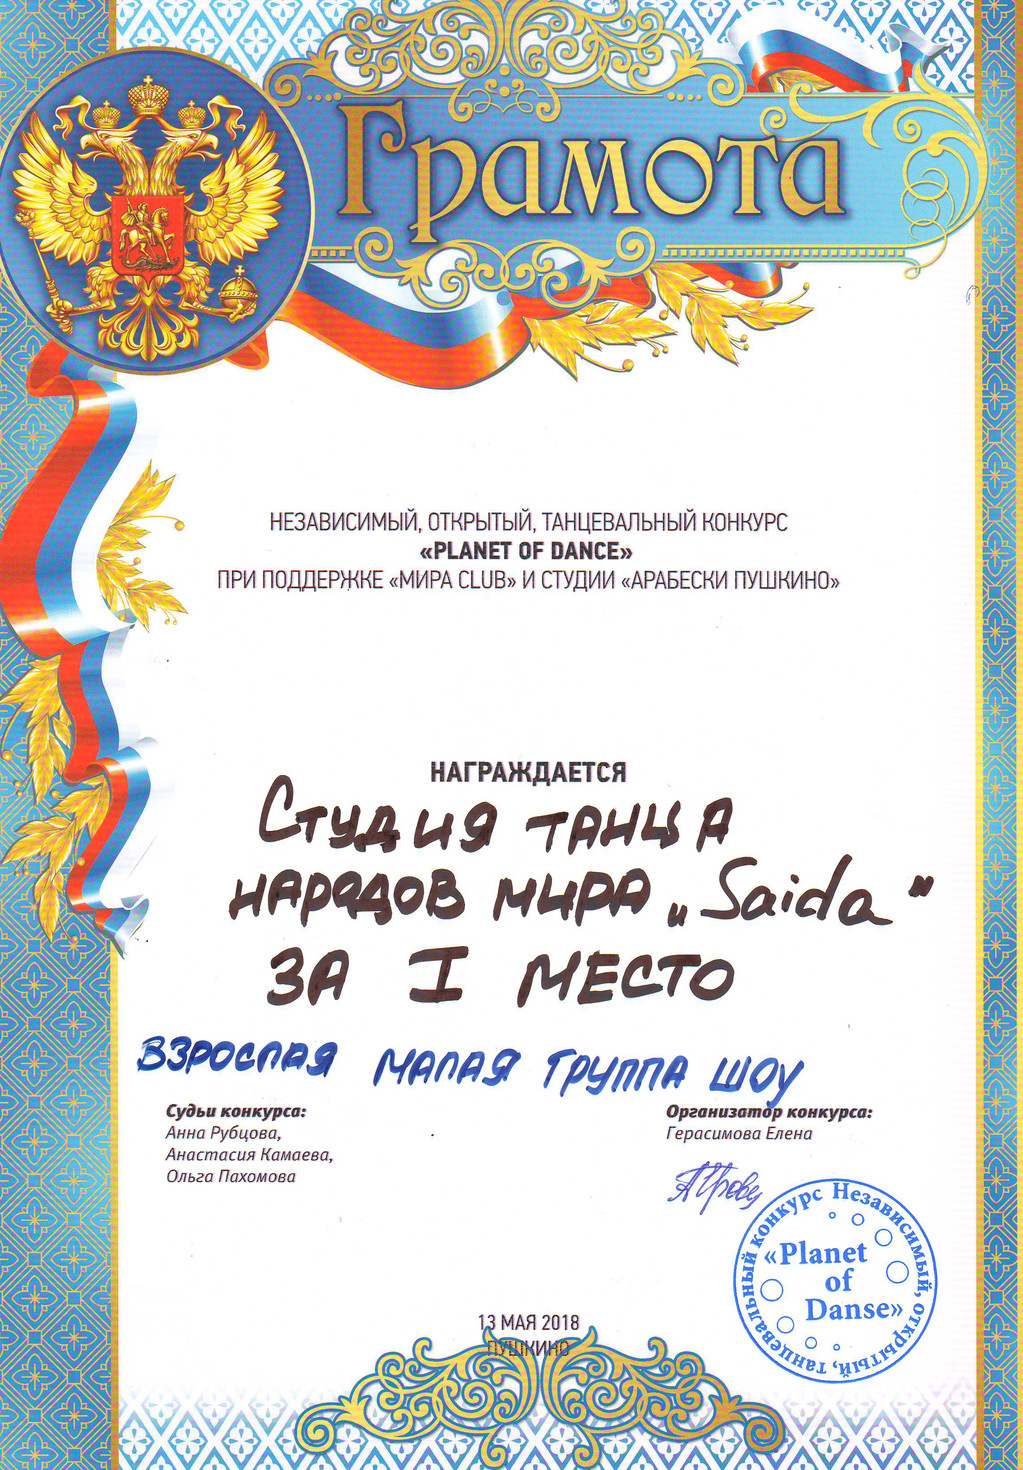 Грамота
НЕЗАВИСИМЫЙ, ОТКРЫТЫЙ, ТАНЦЕВАЛЬНЫЙ КОНКУРС
«PLANET OF DANCE»
ПРИ ПОДДЕРЖКЕ «МИРА CLUB» И СТУДИИ «АРАБЕСКИ ПУШКИНО»
НАГРАЖДАЕТСЯ
Студия танца
народов мира „Saida”
за I место
взрослая малая группа шоу
Судьи конкурса:
Анна Рубцова,
Анастасия Камаева,
Ольга Пахомова
Организатор конкурса:
Герасимова Елена
Независимый, открытый, танцевальный конкурс
«Planet
of
Danse»
13 МАЯ 2018
ПУШКИНО